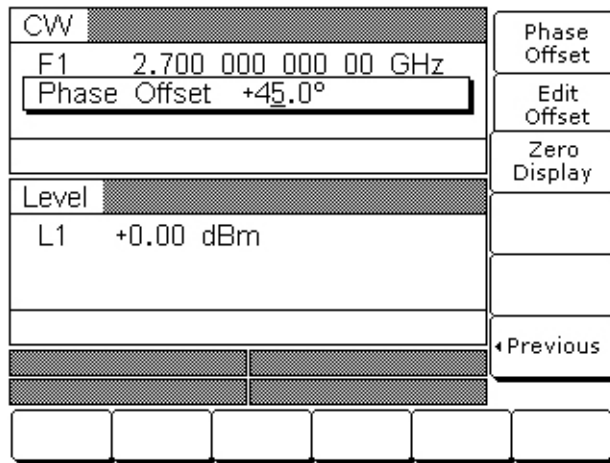 CW
F1 2.700 000 000 00 GHz
Phase Offset +45.0°
Level
L1 +0.00 dBm
Phase
Offset
Edit
Offset
Zero
Display
Previous